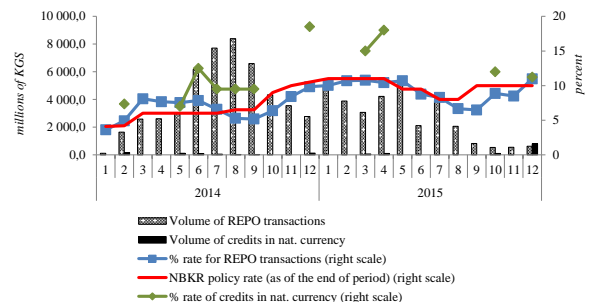 millions of KGS
10 000,0
8 000,0
6 000,0
4 000,0
2 000,0
0,0
20
15
10
5
0
percent
1 2 3 4 5 6 7 8 9 10 11 12 1 2 3 4 5 6 7 8 9 10 11 12
2014 2015
Volume of REPO transactions
Volume of credits in nat. currency
% rate for REPO transactions (right scale)
NBKR policy rate (as of the end of period) (right scale)
% rate of credits in nat. currency (right scale)